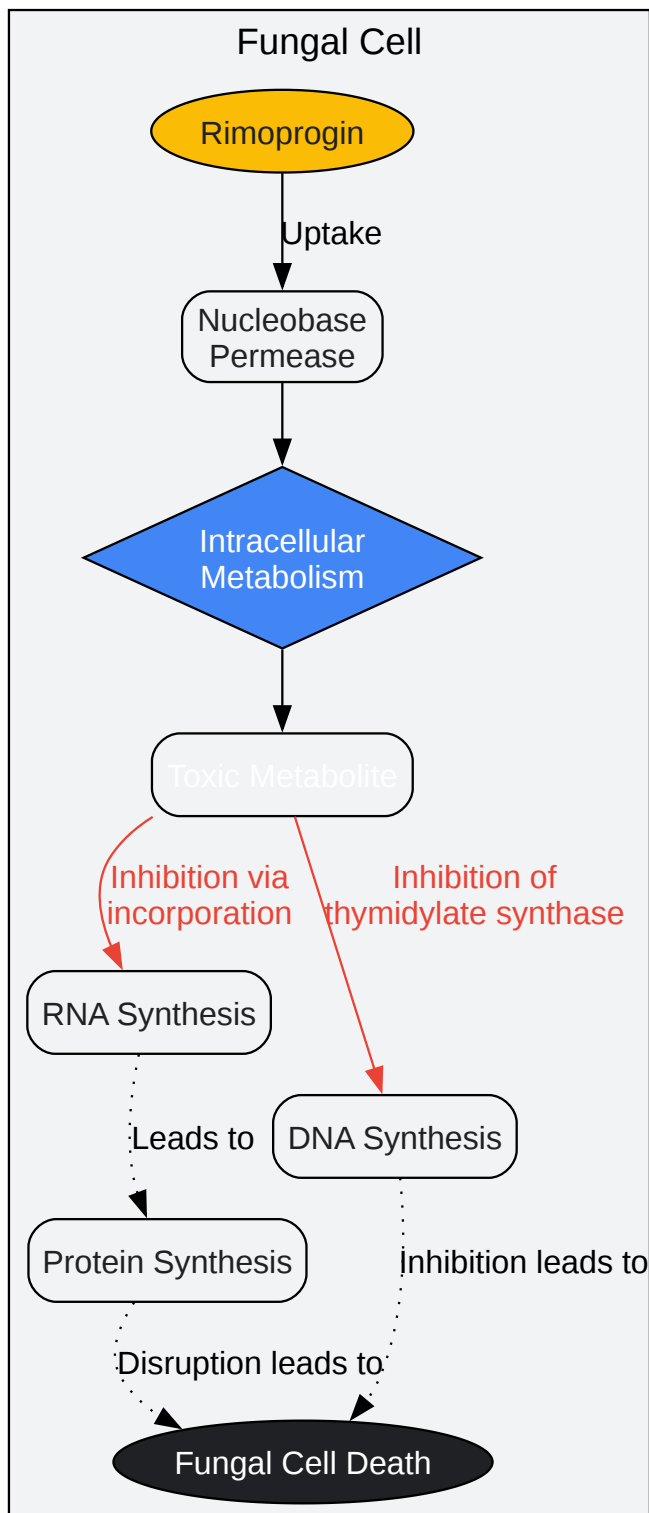 Fungal Cell
Rimoprogin
Uptake
Nucleobase
Permease
Intracellular
Metabolism
Toxic Metabolite
Inhibition via
incorporation
Inhibition of
thymidylate synthase
RNA Synthesis
DNA Synthesis
Leads to
Protein Synthesis
Inhibition leads to
Disruption leads to
Fungal Cell Death